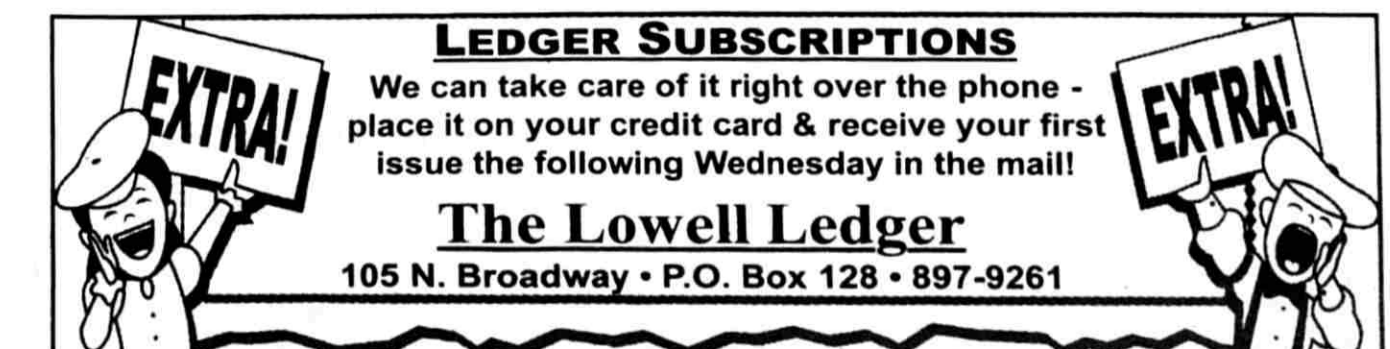 LEDGER SUBSCRIPTIONS
EXTRA!
EXTRA!
We can take care of it right over the phone -
place it on your credit card & receive your first
issue the following Wednesday in the mail!
The Lowell Ledger
105 N. Broadway • P.O. Box 128 • 897-9261